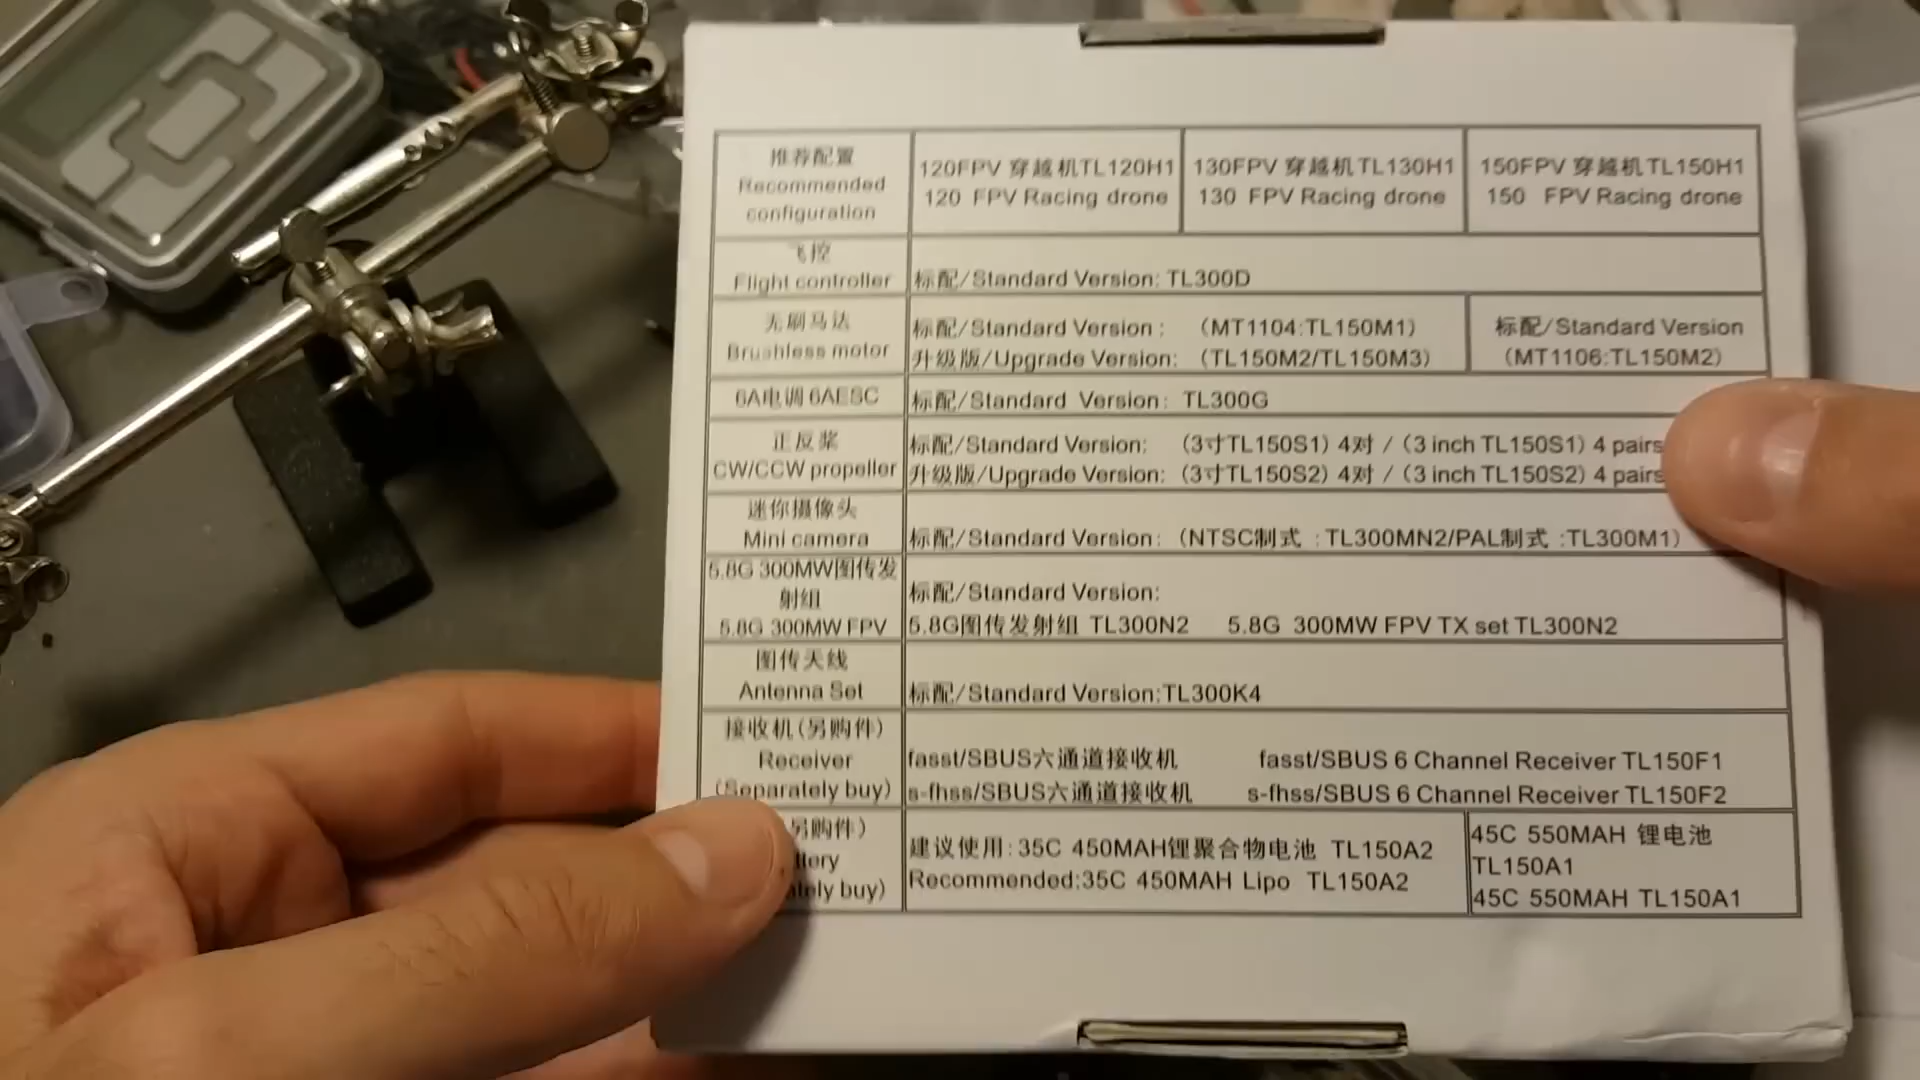 推荐配置
Recommended
configuration
120FPV 穿越机TL120H1
120 FPV Racing drone
130FPV 穿越机TL130H1
130 FPV Racing drone
150FPV 穿越机TL150H1
150 FPV Racing drone
飞控
Flight controller
标配/Standard Version: TL300D
无刷马达
Brushless motor
标配/Standard Version : (MT1104:TL150M1)
升级版/Upgrade Version: (TL150M2/TL150M3)
标配/Standard Version
(MT1106:TL150M2)
6A电调 6AESC
标配/Standard Version: TL300G
正反桨
CW/CCW propeller
标配/Standard Version: (3寸TL150S1) 4对 / (3 inch TL150S1) 4 pairs
升级版/Upgrade Version: (3寸TL150S2) 4对 / (3 inch TL150S2) 4 pairs
迷你摄像头
Mini camera
标配/Standard Version: (NTSC制式 :TL300MN2/PAL制式 :TL300M1)
5.8G 300MW图传发
射组
5.8G 300MW FPV
标配/Standard Version:
5.8G图传发射组 TL300N2 5.8G 300MW FPV TX set TL300N2
图传天线
Antenna Set
标配/Standard Version:TL300K4
接收机(另购件)
Receiver
(Separately buy)
fasst/SBUS六通道接收机 fasst/SBUS 6 Channel Receiver TL150F1
s-fhss/SBUS六通道接收机 s-fhss/SBUS 6 Channel Receiver TL150F2
另购件)
buy)
建议使用:35C 450MAH锂聚合物电池 TL150A2
Recommended:35C 450MAH Lipo TL150A2
45C 550MAH 锂电池
TL150A1
45C 550MAH TL150A1